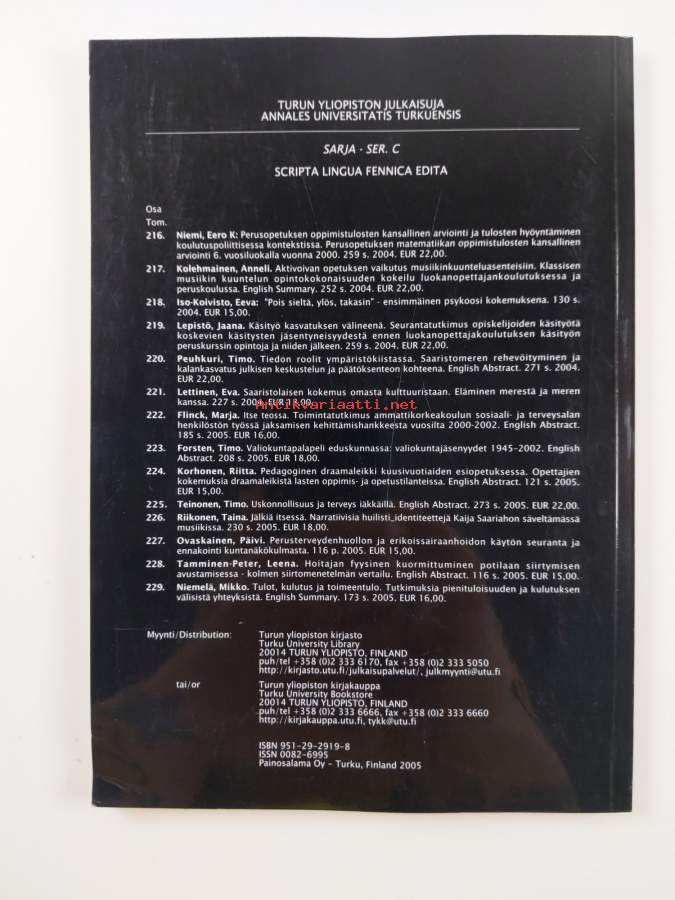 TURUN YLIOPISTON JULKAISUJA
ANNALES UNIVERSITATIS TURKUENSIS
SARJA - SER. C
SCRIPTA LINGUA FENNICA EDITA
Osa
Tom.
216. Niemi, Eero K: Perusopetuksen oppimistulosten kansallinen arviointi ja tulosten hyöyntäminen
koulutuspoliittisessa kontekstissa. Perusopetuksen matematiikan oppimistulosten kansallinen
arviointi 6. vuosiluokalla vuonna 2000. 259 s. 2004. EUR 22,00.
217. Kolehmainen, Anneli. Aktivoivan opetuksen vaikutus musiikinkuunteluasenteisiin. Klassisen
musiikin kuuntelun opintokokonaisuuden kokeilu luokanopettajankoulutuksessa ja
peruskoulussa. English Summary. 252 s. 2004. EUR 22,00.
218. Iso-Koivisto, Eeva: "Pois sieltä, ylös, takasin" - ensimmäinen psykoosi kokemuksena. 130 s.
2004. EUR 15,00.
219. Lepistö, Jaana. Käsityö kasvatuksen välineenä. Seurantatutkimus opiskelijoiden käsityötä
koskevien käsitysten jäsentyneisyydestä ennen luokanopettajakoulutuksen käsityön
peruskurssin opintoja ja niiden jälkeen. 259 s. 2004. EUR 22,00.
220. Peuhkuri, Timo. Tiedon roolit ympäristökiistassa. Saaristomeren rehevöityminen ja
kalankasvatus julkisen keskustelun ja päätöksenteon kohteena. English Abstract. 271 s. 2004.
EUR 22,00.
221. Lettinen, Eva. Saaristolaisen kokemus omasta kulttuuristaan. Eläminen merestä ja meren
kanssa. 227 s. 2004. EUR 18,00.
antikvariaatti.net
222. Flinck, Marja. Itse teossa. Toimintatutkimus ammattikorkeakoulun sosiaali- ja terveysalan
henkilöstön työssä jaksamisen kehittämishankkeesta vuosilta 2000-2002. English Abstract.
185 s. 2005. EUR 16,00.
223. Forsten, Timo. Valiokuntapalapeli eduskunnassa: valiokuntajäsenyydet 1945-2002. English
Abstract. 208 s. 2005. EUR 18,00.
224. Korhonen, Riitta. Pedagoginen draamaleikki kuusivuotiaiden esiopetuksessa. Opettajien
kokemuksia draamaleikistä lasten oppimis- ja opetustilanteissa. English Abstract. 121 s. 2005.
EUR 15,00.
225. Teinonen, Timo. Uskonnollisuus ja terveys iäkkäillä. English Abstract. 273 s. 2005. EUR 22,00.
226. Riikonen, Taina. Jälkiä itsessä. Narratiivisia huilisti_identiteettejä Kaija Saariahon säveltämässä
musiikissa. 230 s. 2005. EUR 18,00.
227. Ovaskainen, Päivi. Perusterveydenhuollon ja erikoissairaanhoidon käytön seuranta ja
ennakointi kuntanäkökulmasta. 116 p. 2005. EUR 15,00.
228. Tamminen-Peter, Leena. Hoitajan fyysinen kuormittuminen potilaan siirtymisen
avustamisessa - kolmen siirtomenetelmän vertailu. English Abstract. 116 s. 2005. EUR 15,00.
229. Niemelä, Mikko. Tulot, kulutus ja toimeentulo. Tutkimuksia pienituloisuuden ja kulutuksen
välisistä yhteyksistä. English Summary. 173 s. 2005. EUR 16,00.
Myynti/Distribution: Turun yliopiston kirjasto
Turku University Library
20014 TURUN YLIOPISTO, FINLAND
puh/tel +358 (0)2 333 6170, fax +358 (0)2 333 5050
http://kirjasto.utu.fi/julkaisupalvelut/, julkmyynti@utu.fi
tai/or Turun yliopiston kirjakauppa
Turku University Bookstore
20014 TURUN YLIOPISTO, FINLAND
puh/tel +358 (0)2 333 6666, fax +358 (0)2 333 6660
http://kirjakauppa.utu.fi, tykk@utu.fi
ISBN 951-29-2919-8
ISSN 0082-6995
Painosalama Oy - Turku, Finland 2005